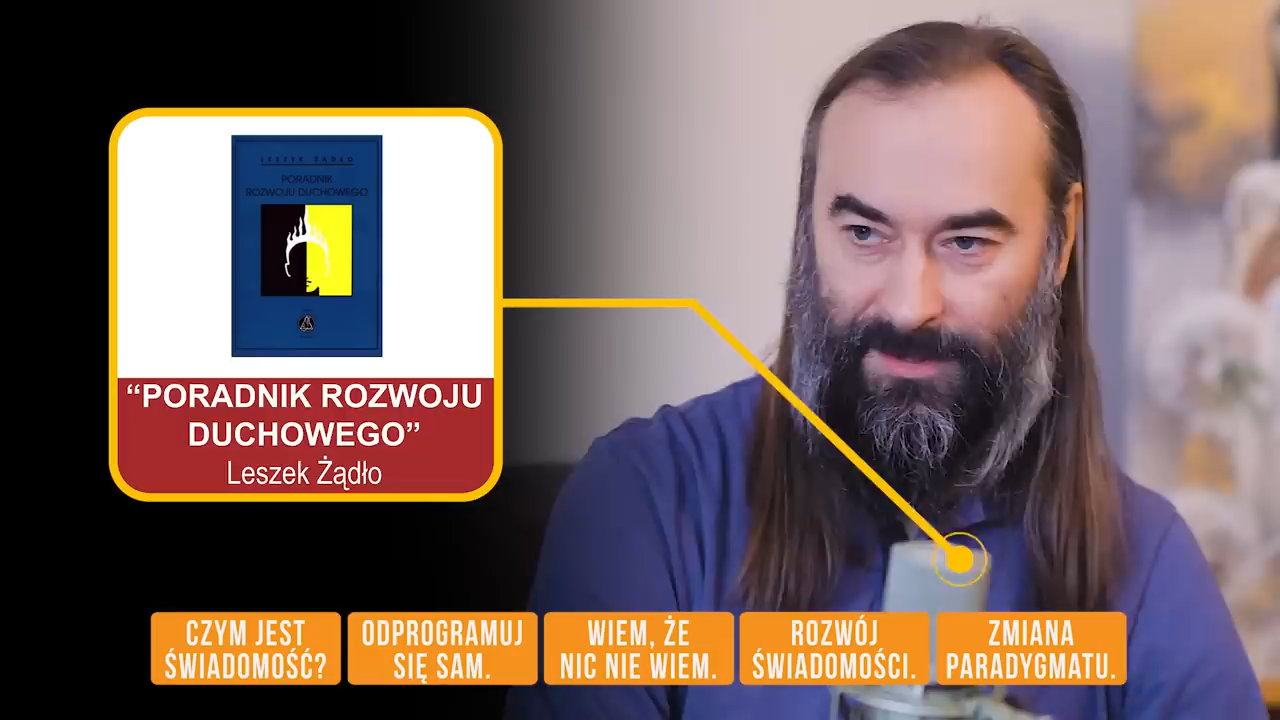 LESZEK ŻĄDŁO
PORADNIK
ROZWOJU DUCHOWEGO
“PORADNIK ROZWOJU
DUCHOWEGO”
Leszek Żądło
CZYM JEST
ŚWIADOMOŚĆ?
ODPROGRAMUJ
SIĘ SAM.
WIEM, ŻE
NIC NIE WIEM.
ROZWÓJ
ŚWIADOMOŚCI.
ZMIANA
PARADYGMATU.